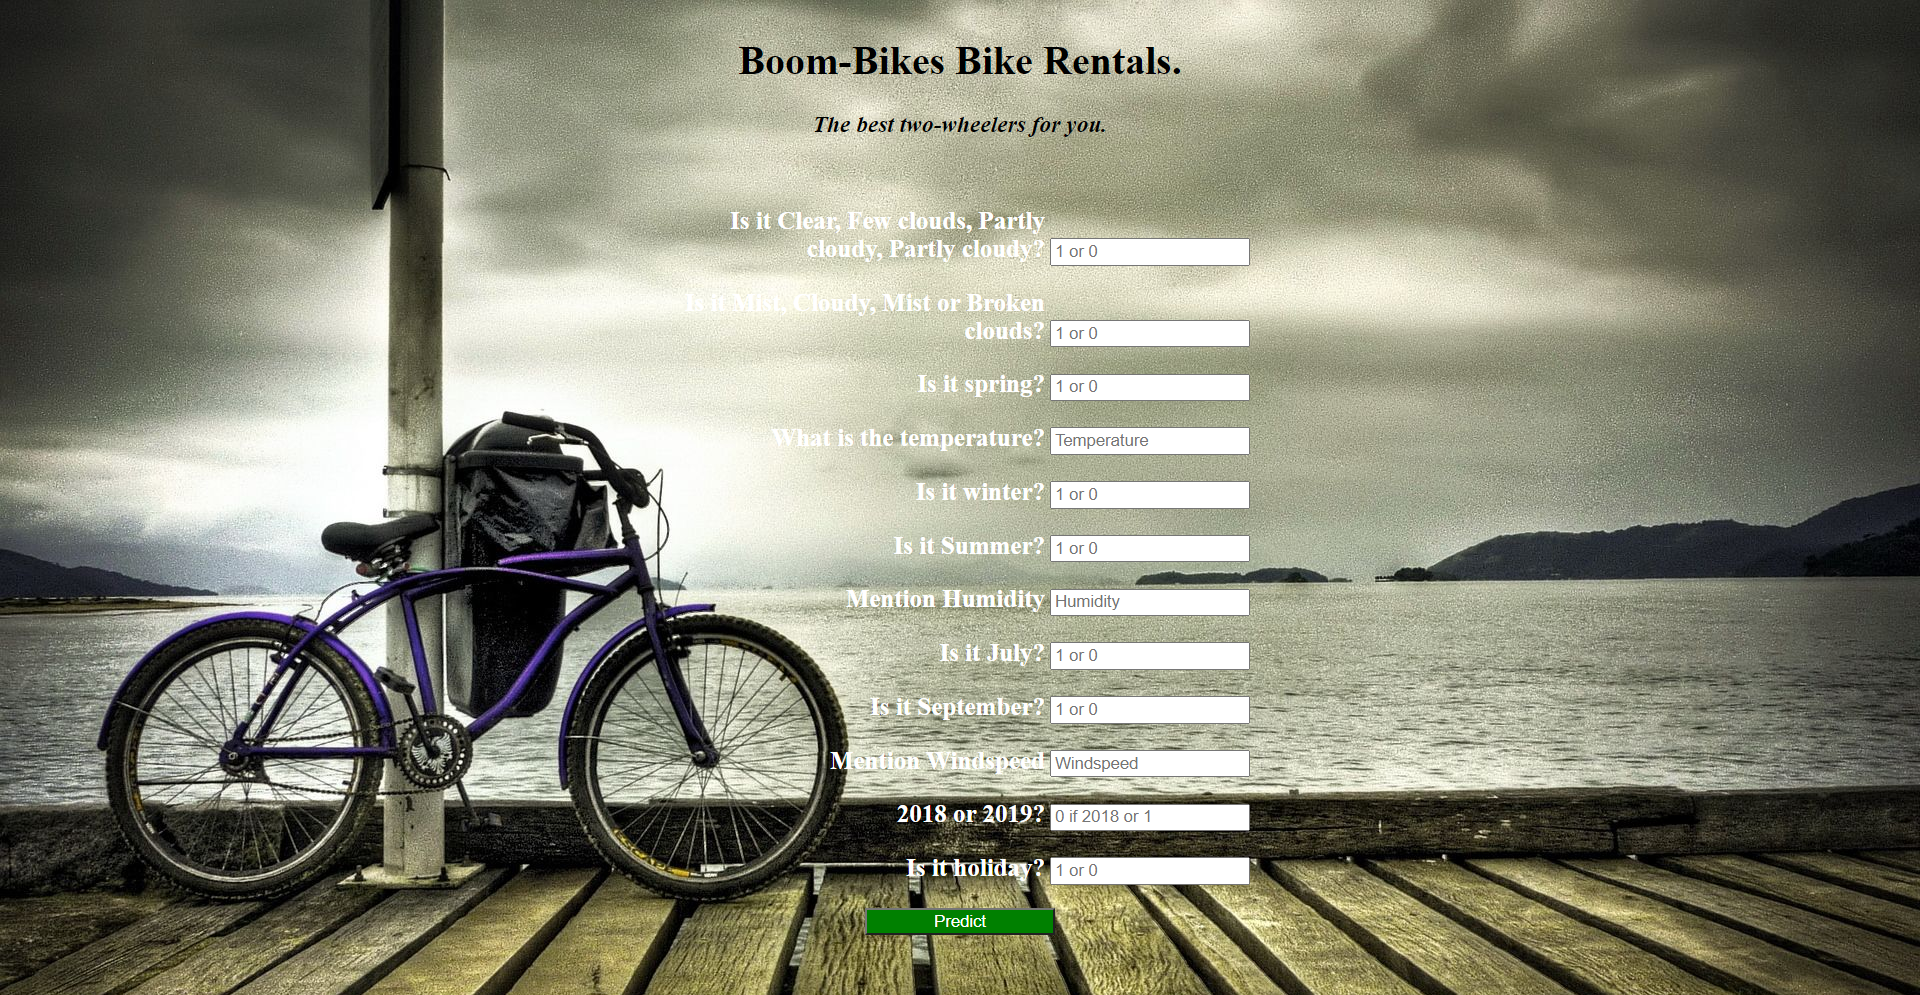 Boom-Bikes Bike Rentals.
The best two-wheelers for you.
Is it Clear, Few clouds, Partly
cloudy, Partly cloudy? 1 or 0
Is it Mist, Cloudy, Mist or Broken
clouds? 1 or 0
Is it spring? 1 or 0
What is the temperature? Temperature
Is it winter? 1 or 0
Is it Summer? 1 or 0
Mention Humidity Humidity
Is it July? 1 or 0
Is it September? 1 or 0
Mention Windspeed Windspeed
2018 or 2019? 0 if 2018 or 1
Is it holiday? 1 or 0
Predict